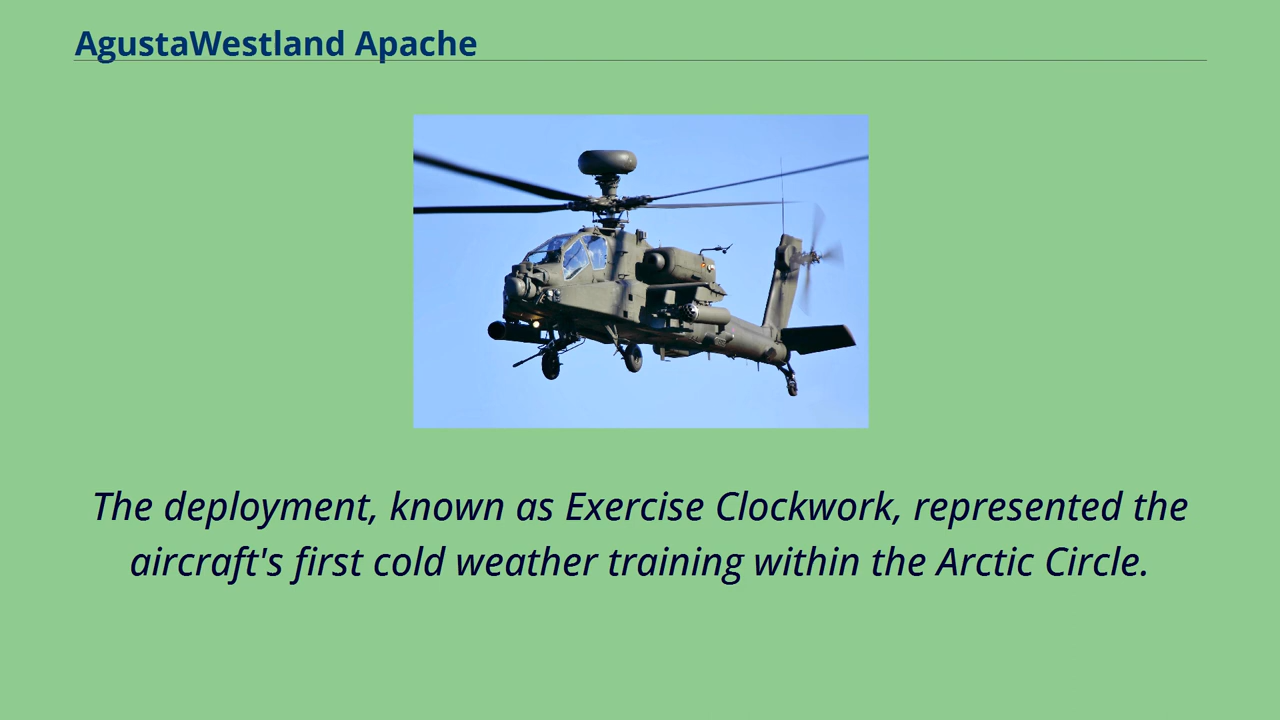 AgustaWestland Apache
The deployment, known as Exercise Clockwork, represented the
aircraft's first cold weather training within the Arctic Circle.